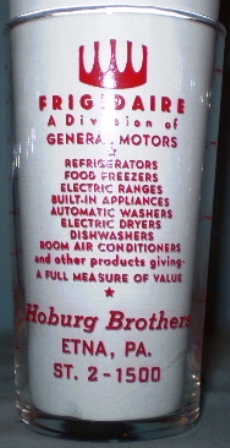 FRIGIDAIRE
A Division of
GENERAL MOTORS
REFRIGERATORS
FOOD FREEZERS
ELECTRIC RANGES
BUILT-IN APPLIANCES
AUTOMATIC WASHERS
ELECTRIC DRYERS
DISHWASHERS
ROOM AIR CONDITIONERS
and other products giving-
A FULL MEASURE OF VALUE
Hoburg Brothers
ETNA, PA.
ST. 2-1500